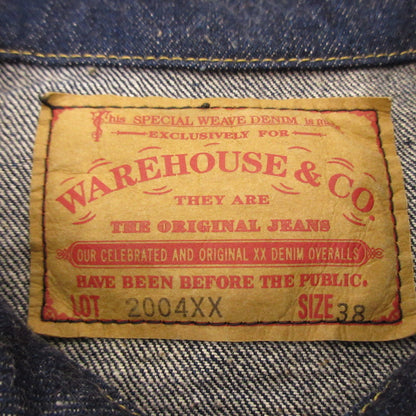 This SPECIAL WEAVE DENIM is made
EXCLUSIVELY FOR
WAREHOUSE & CO.
THEY ARE
THE ORIGINAL JEANS
OUR CELEBRATED AND ORIGINAL XX DENIM OVERALLS
HAVE BEEN BEFORE THE PUBLIC.
LOT 2004XX SIZE 38